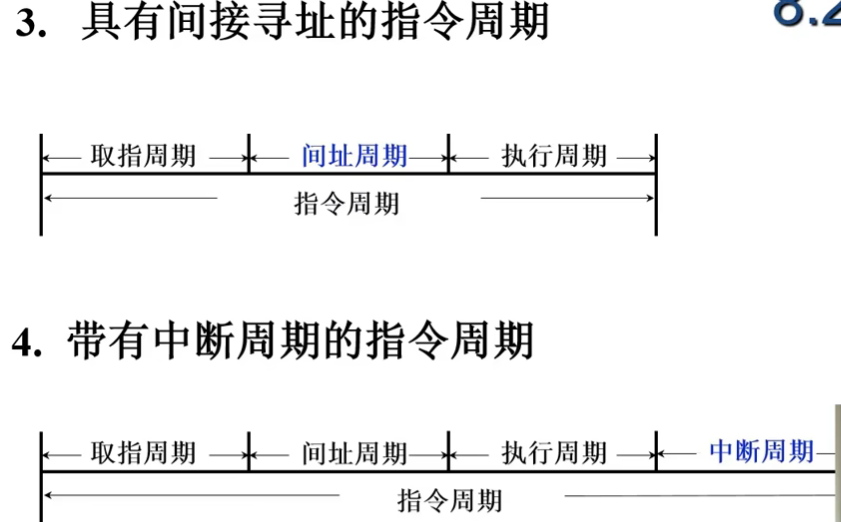 3. 具有间接寻址的指令周期
取指周期 间址周期 执行周期
指令周期
4. 带有中断周期的指令周期
取指周期 间址周期 执行周期 中断周期
指令周期